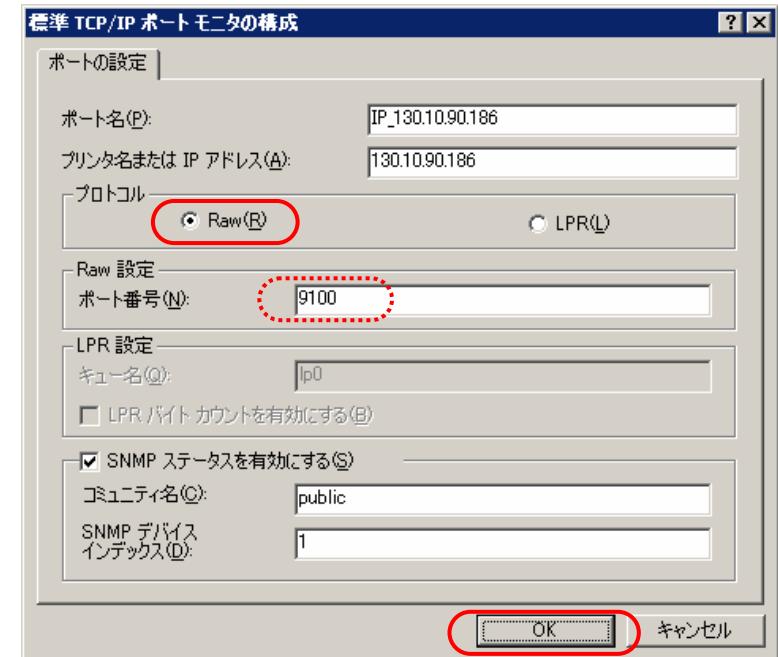 標準 TCP/IP ポート モニタの構成
ポートの設定
ポート名(P): IP_130.10.90.186
プリンタ名または IP アドレス(A): 130.10.90.186
プロトコル
Raw(R) LPR(L)
Raw 設定
ポート番号(N): 9100
LPR 設定
キュー名(Q): lp0
LPR バイト カウントを有効にする(B)
SNMP ステータスを有効にする(S)
コミュニティ名(C): public
SNMP デバイス
インデックス(D): 1
OK キャンセル